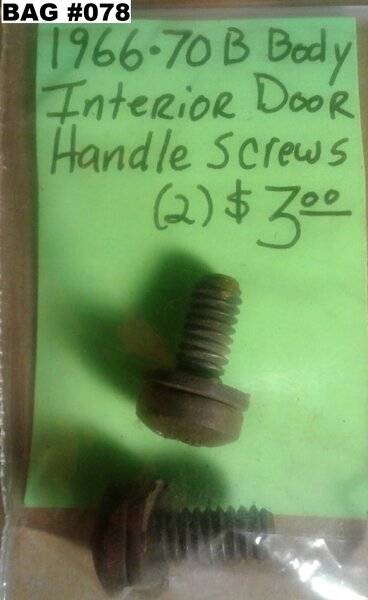 BAG #078
1966-70 B Body
Interior Door
Handle Screws
(2) $3.00